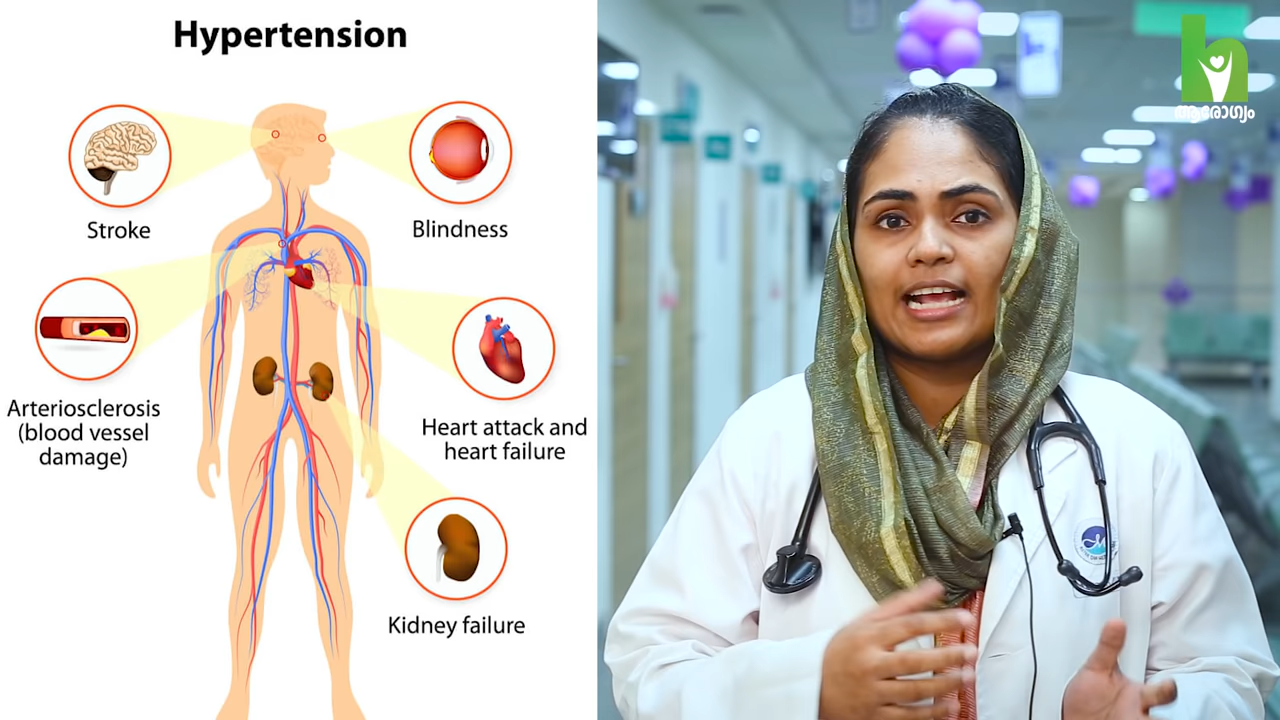 Hypertension
Stroke
Blindness
Arteriosclerosis
(blood vessel
damage)
Heart attack and
heart failure
Kidney failure
ആരോഗ്യം